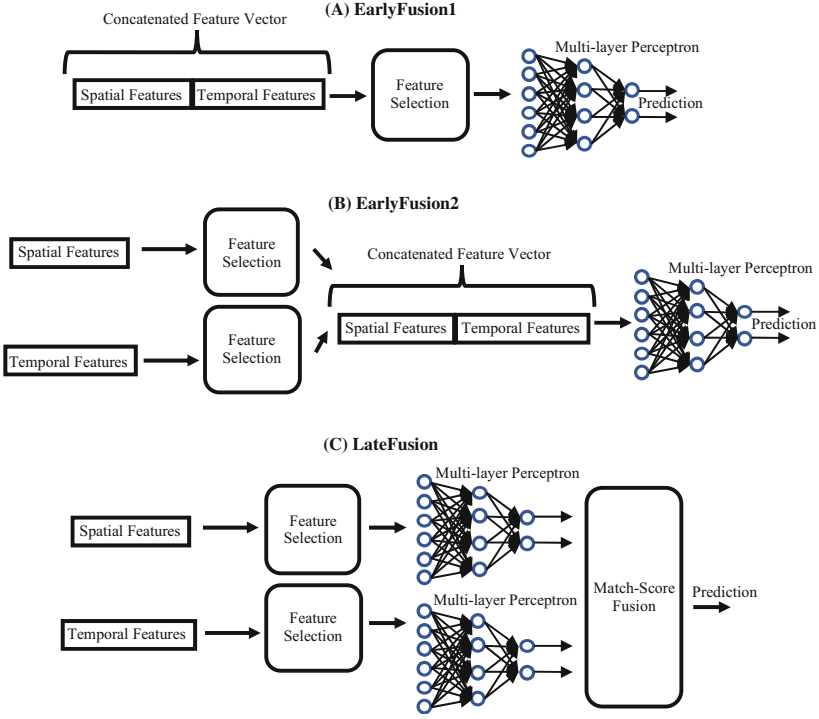 (A) EarlyFusion1
Concatenated Feature Vector
Spatial Features
Temporal Features
Feature
Selection
Multi-layer Perceptron
Prediction
(B) EarlyFusion2
Spatial Features
Feature
Selection
Temporal Features
Feature
Selection
Concatenated Feature Vector
Spatial Features
Temporal Features
Multi-layer Perceptron
Prediction
(C) LateFusion
Spatial Features
Feature
Selection
Multi-layer Perceptron
Temporal Features
Feature
Selection
Multi-layer Perceptron
Match-Score
Fusion
Prediction